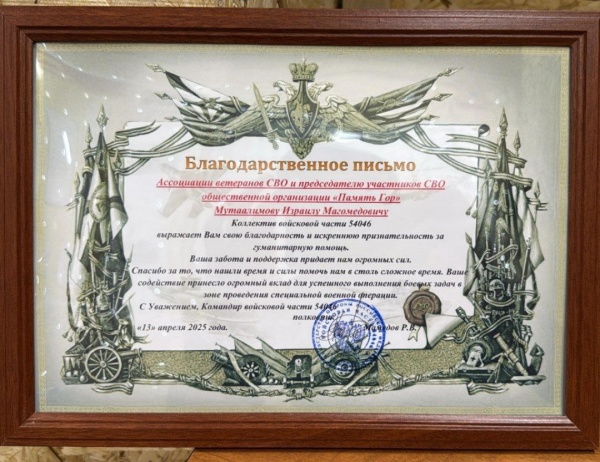 Благодарственное письмо
Ассоциации ветеранов СВО и председателю участников СВО
общественной организации «Память Гор»
Мутаалимову Израилу Магомедовичу
Коллектив войсковой части 54046
выражает Вам свою благодарность и искреннюю признательность за
гуманитарную помощь.
Ваша забота и поддержка придает нам огромных сил.
Спасибо за то, что нашли время и силы помочь нам в столь сложное время. Ваше
содействие принесло огромный вклад для успешного выполнения боевых задач в
зоне проведения специальной военной ферации.
С Уважением, Командир войсковой части 54046
полковник
«13» апреля 2025 года. Мамедов Р.В.